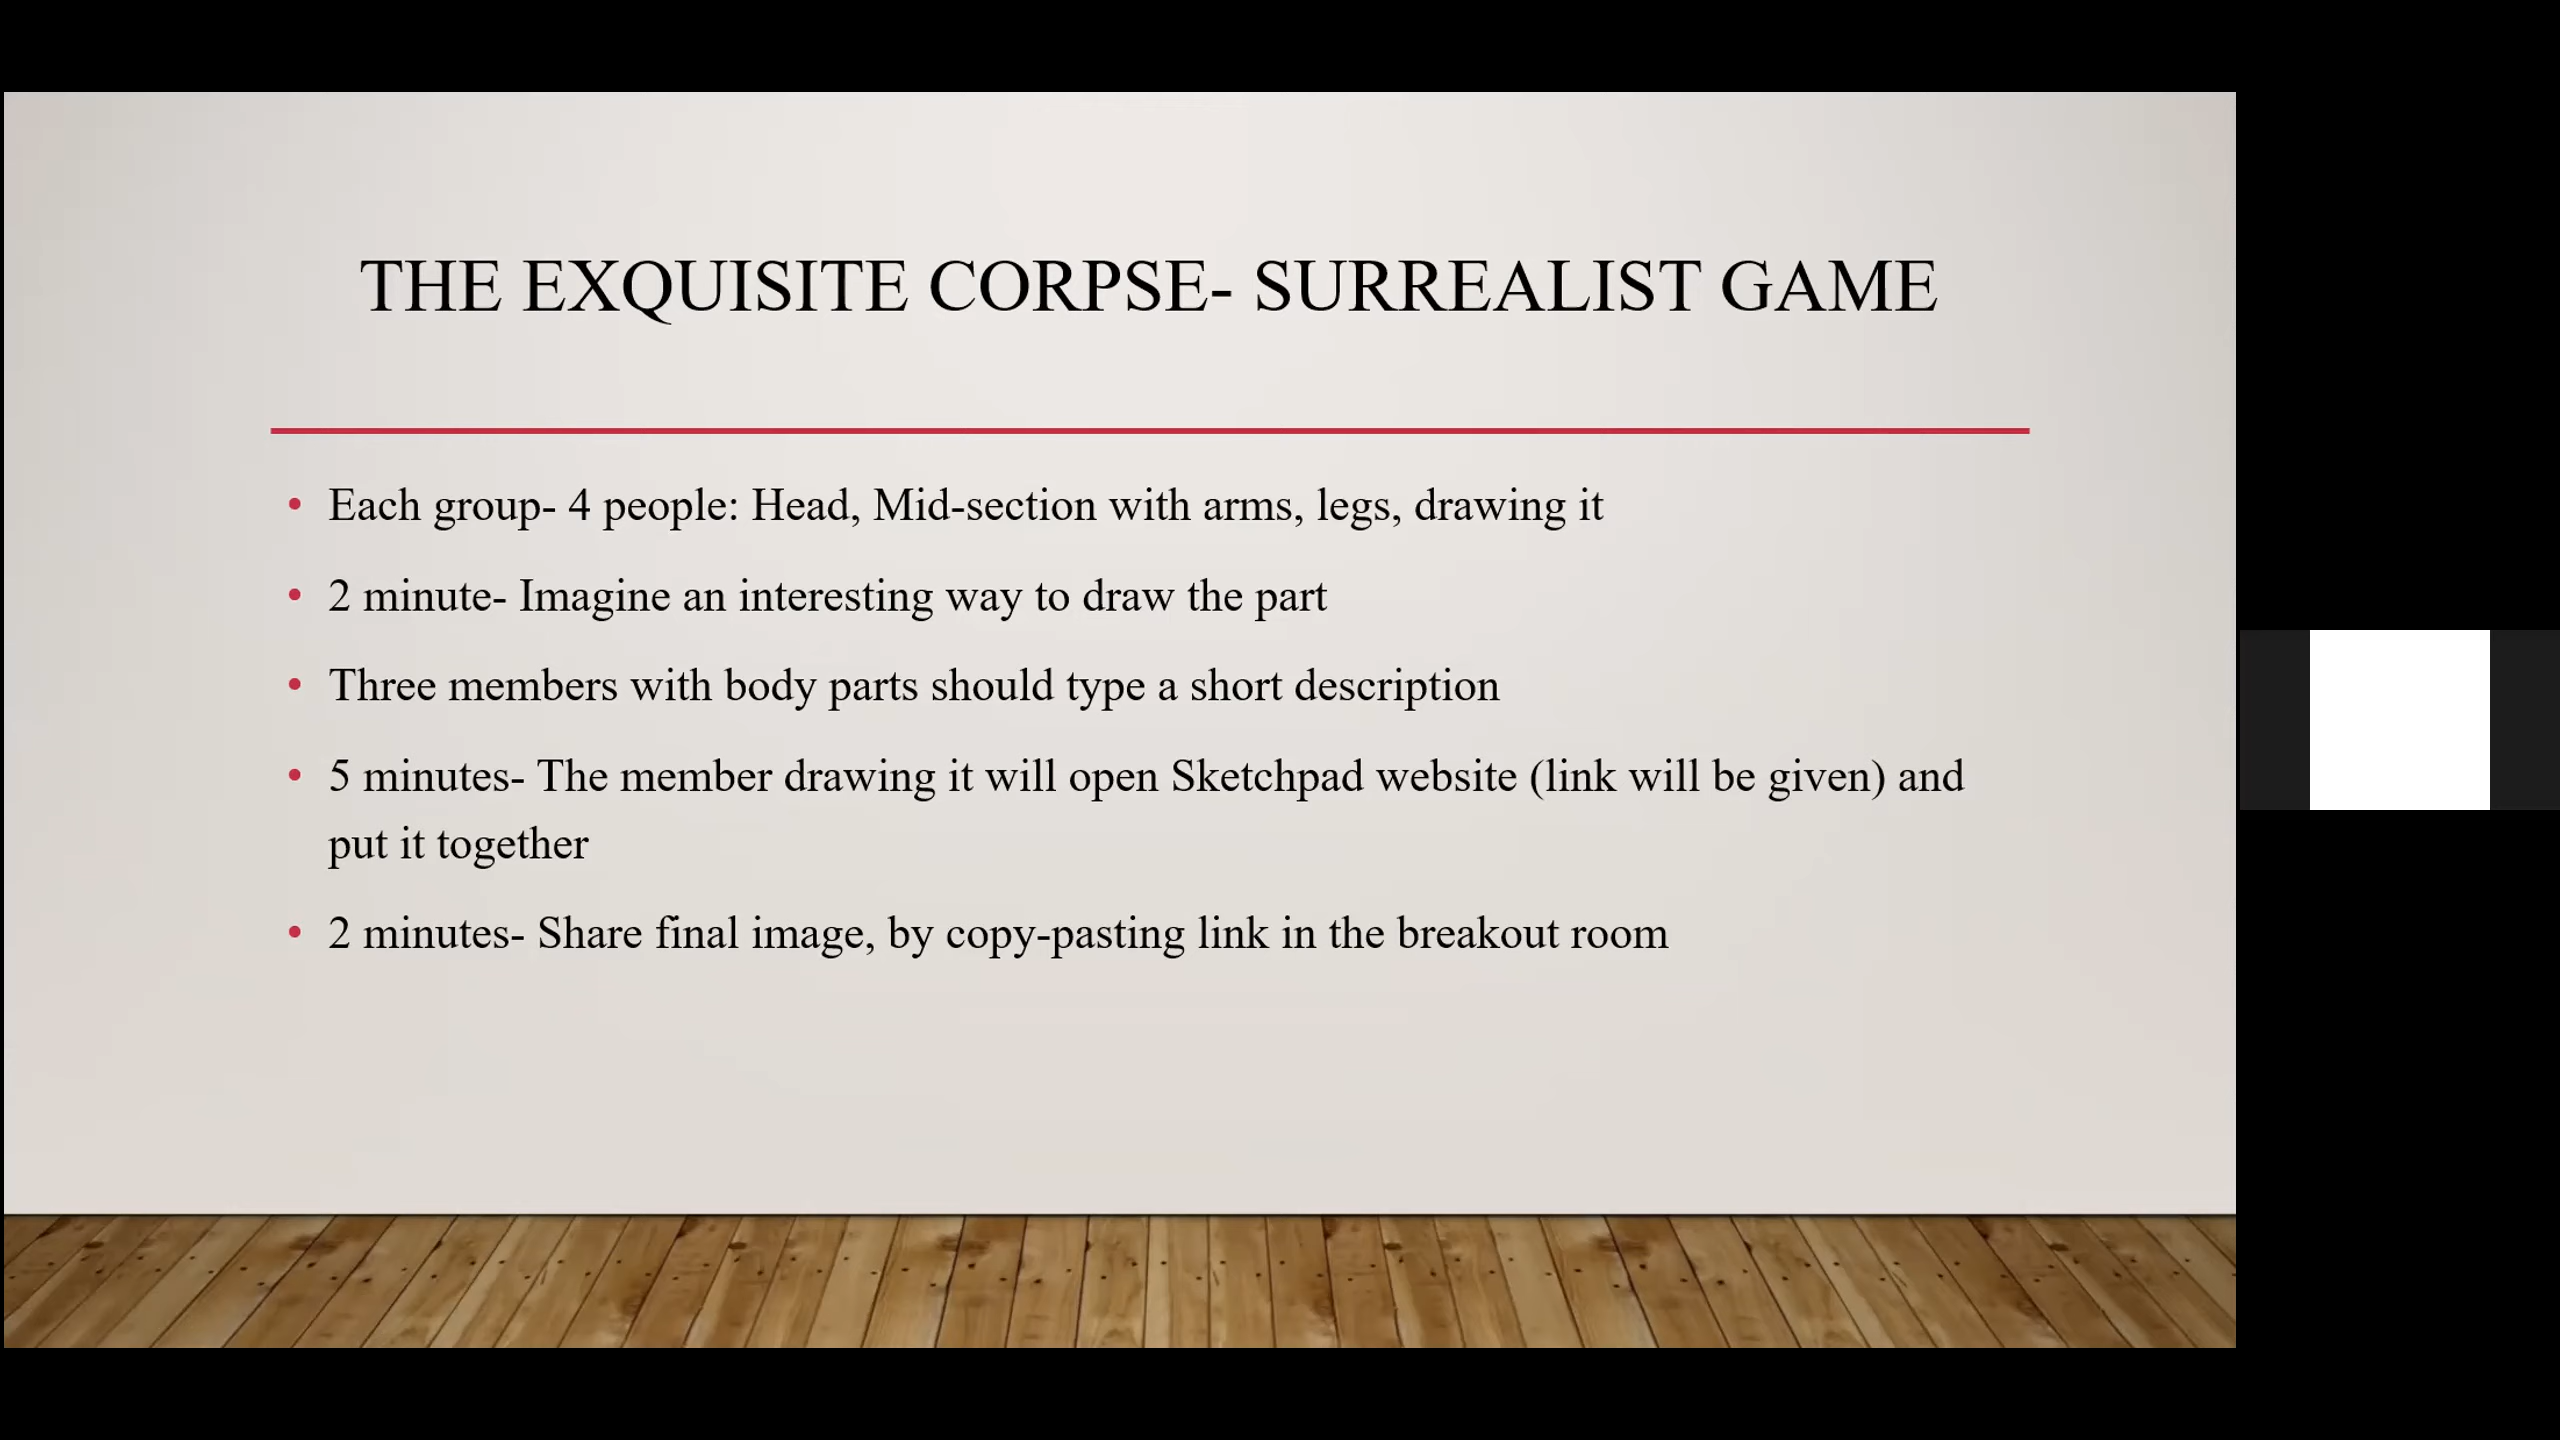 THE EXQUISITE CORPSE- SURREALIST GAME
• Each group- 4 people: Head, Mid-section with arms, legs, drawing it
• 2 minute- Imagine an interesting way to draw the part
• Three members with body parts should type a short description
• 5 minutes- The member drawing it will open Sketchpad website (link will be given) and
put it together
• 2 minutes- Share final image, by copy-pasting link in the breakout room